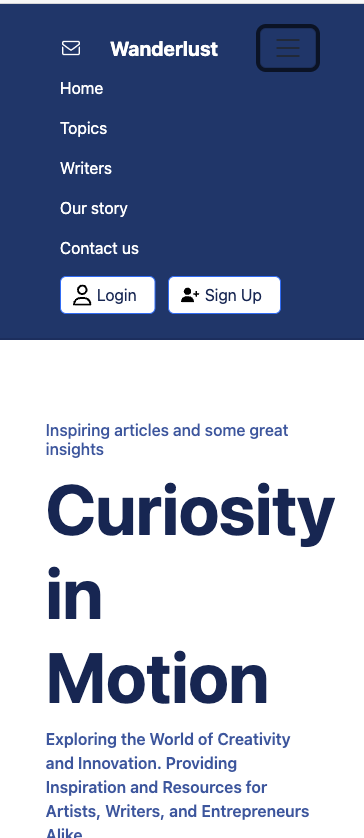 Wanderlust
Home
Topics
Writers
Our story
Contact us
Login
Sign Up
Inspiring articles and some great
insights
Curiosity
in
Motion
Exploring the World of Creativity
and Innovation. Providing
Inspiration and Resources for
Artists, Writers, and Entrepreneurs
Alike